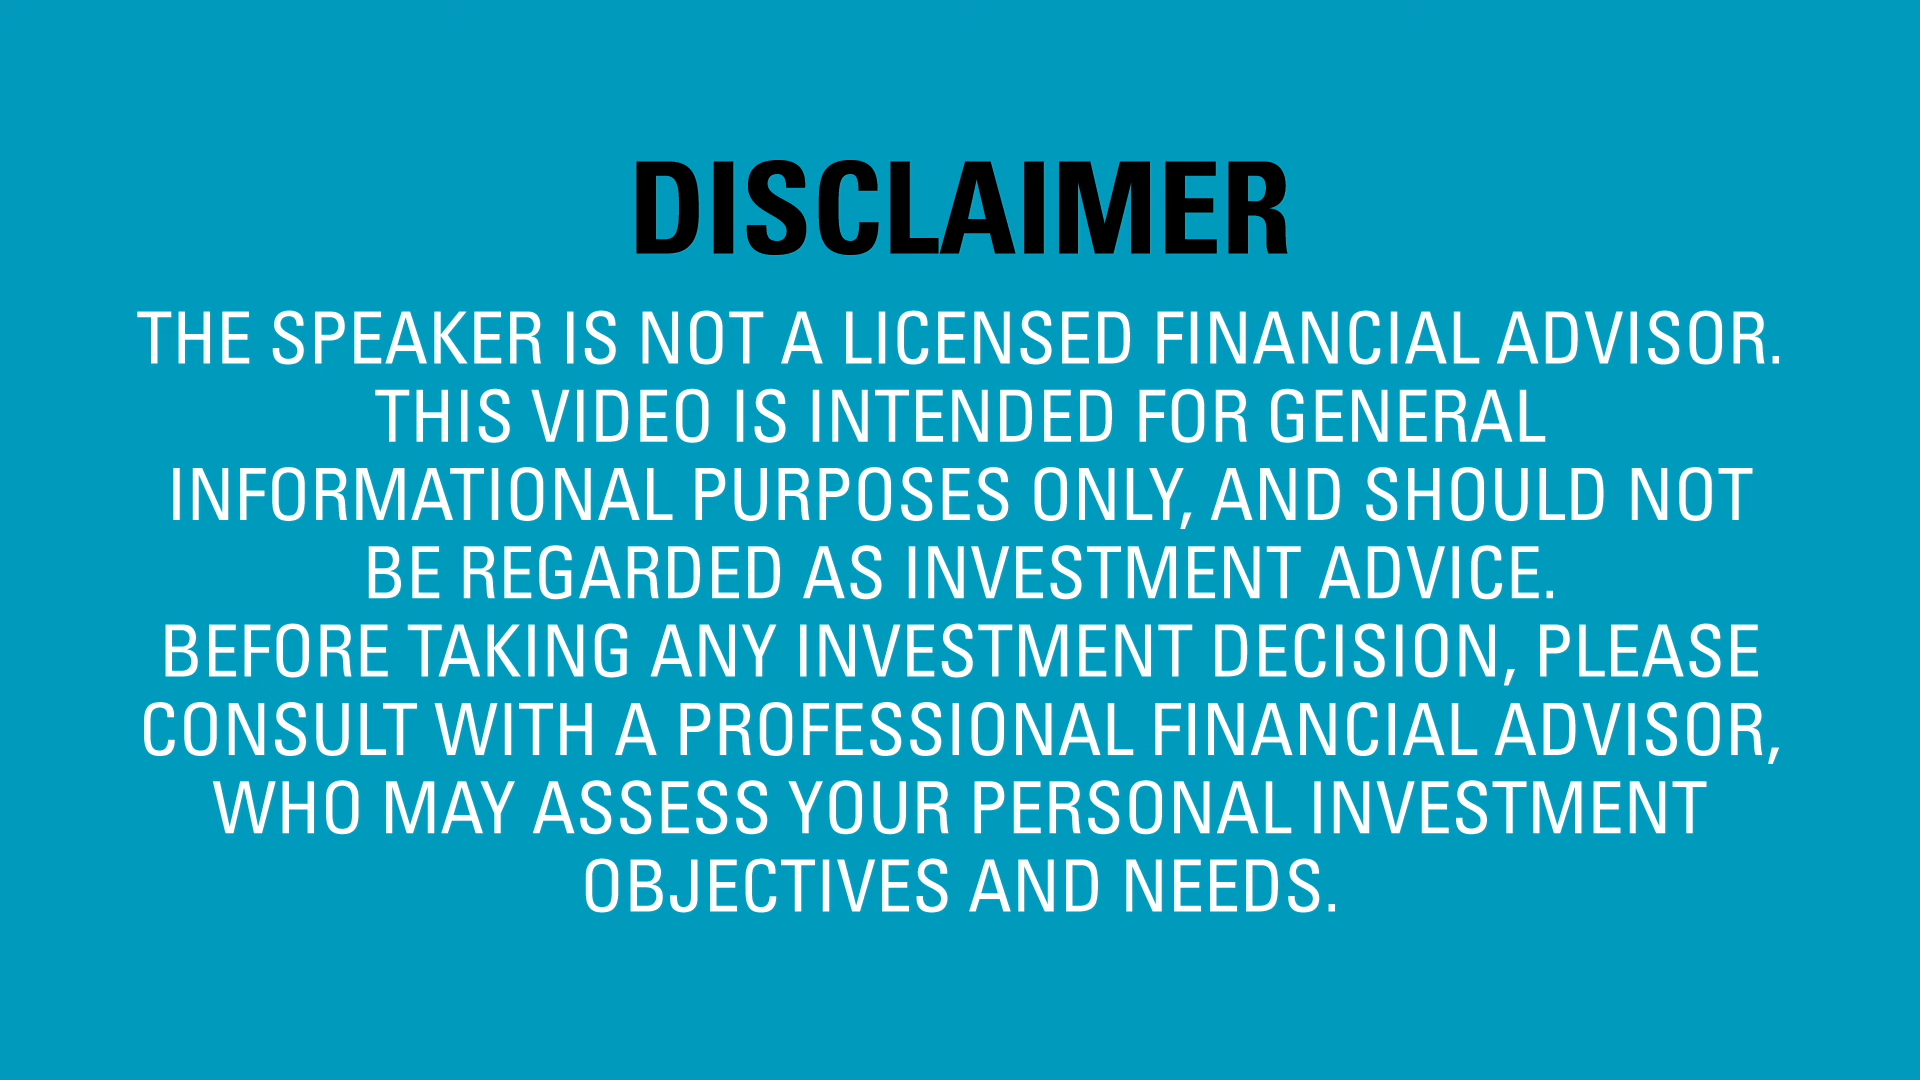 DISCLAIMER
THE SPEAKER IS NOT A LICENSED FINANCIAL ADVISOR.
THIS VIDEO IS INTENDED FOR GENERAL
INFORMATIONAL PURPOSES ONLY, AND SHOULD NOT
BE REGARDED AS INVESTMENT ADVICE.
BEFORE TAKING ANY INVESTMENT DECISION, PLEASE
CONSULT WITH A PROFESSIONAL FINANCIAL ADVISOR,
WHO MAY ASSESS YOUR PERSONAL INVESTMENT
OBJECTIVES AND NEEDS.